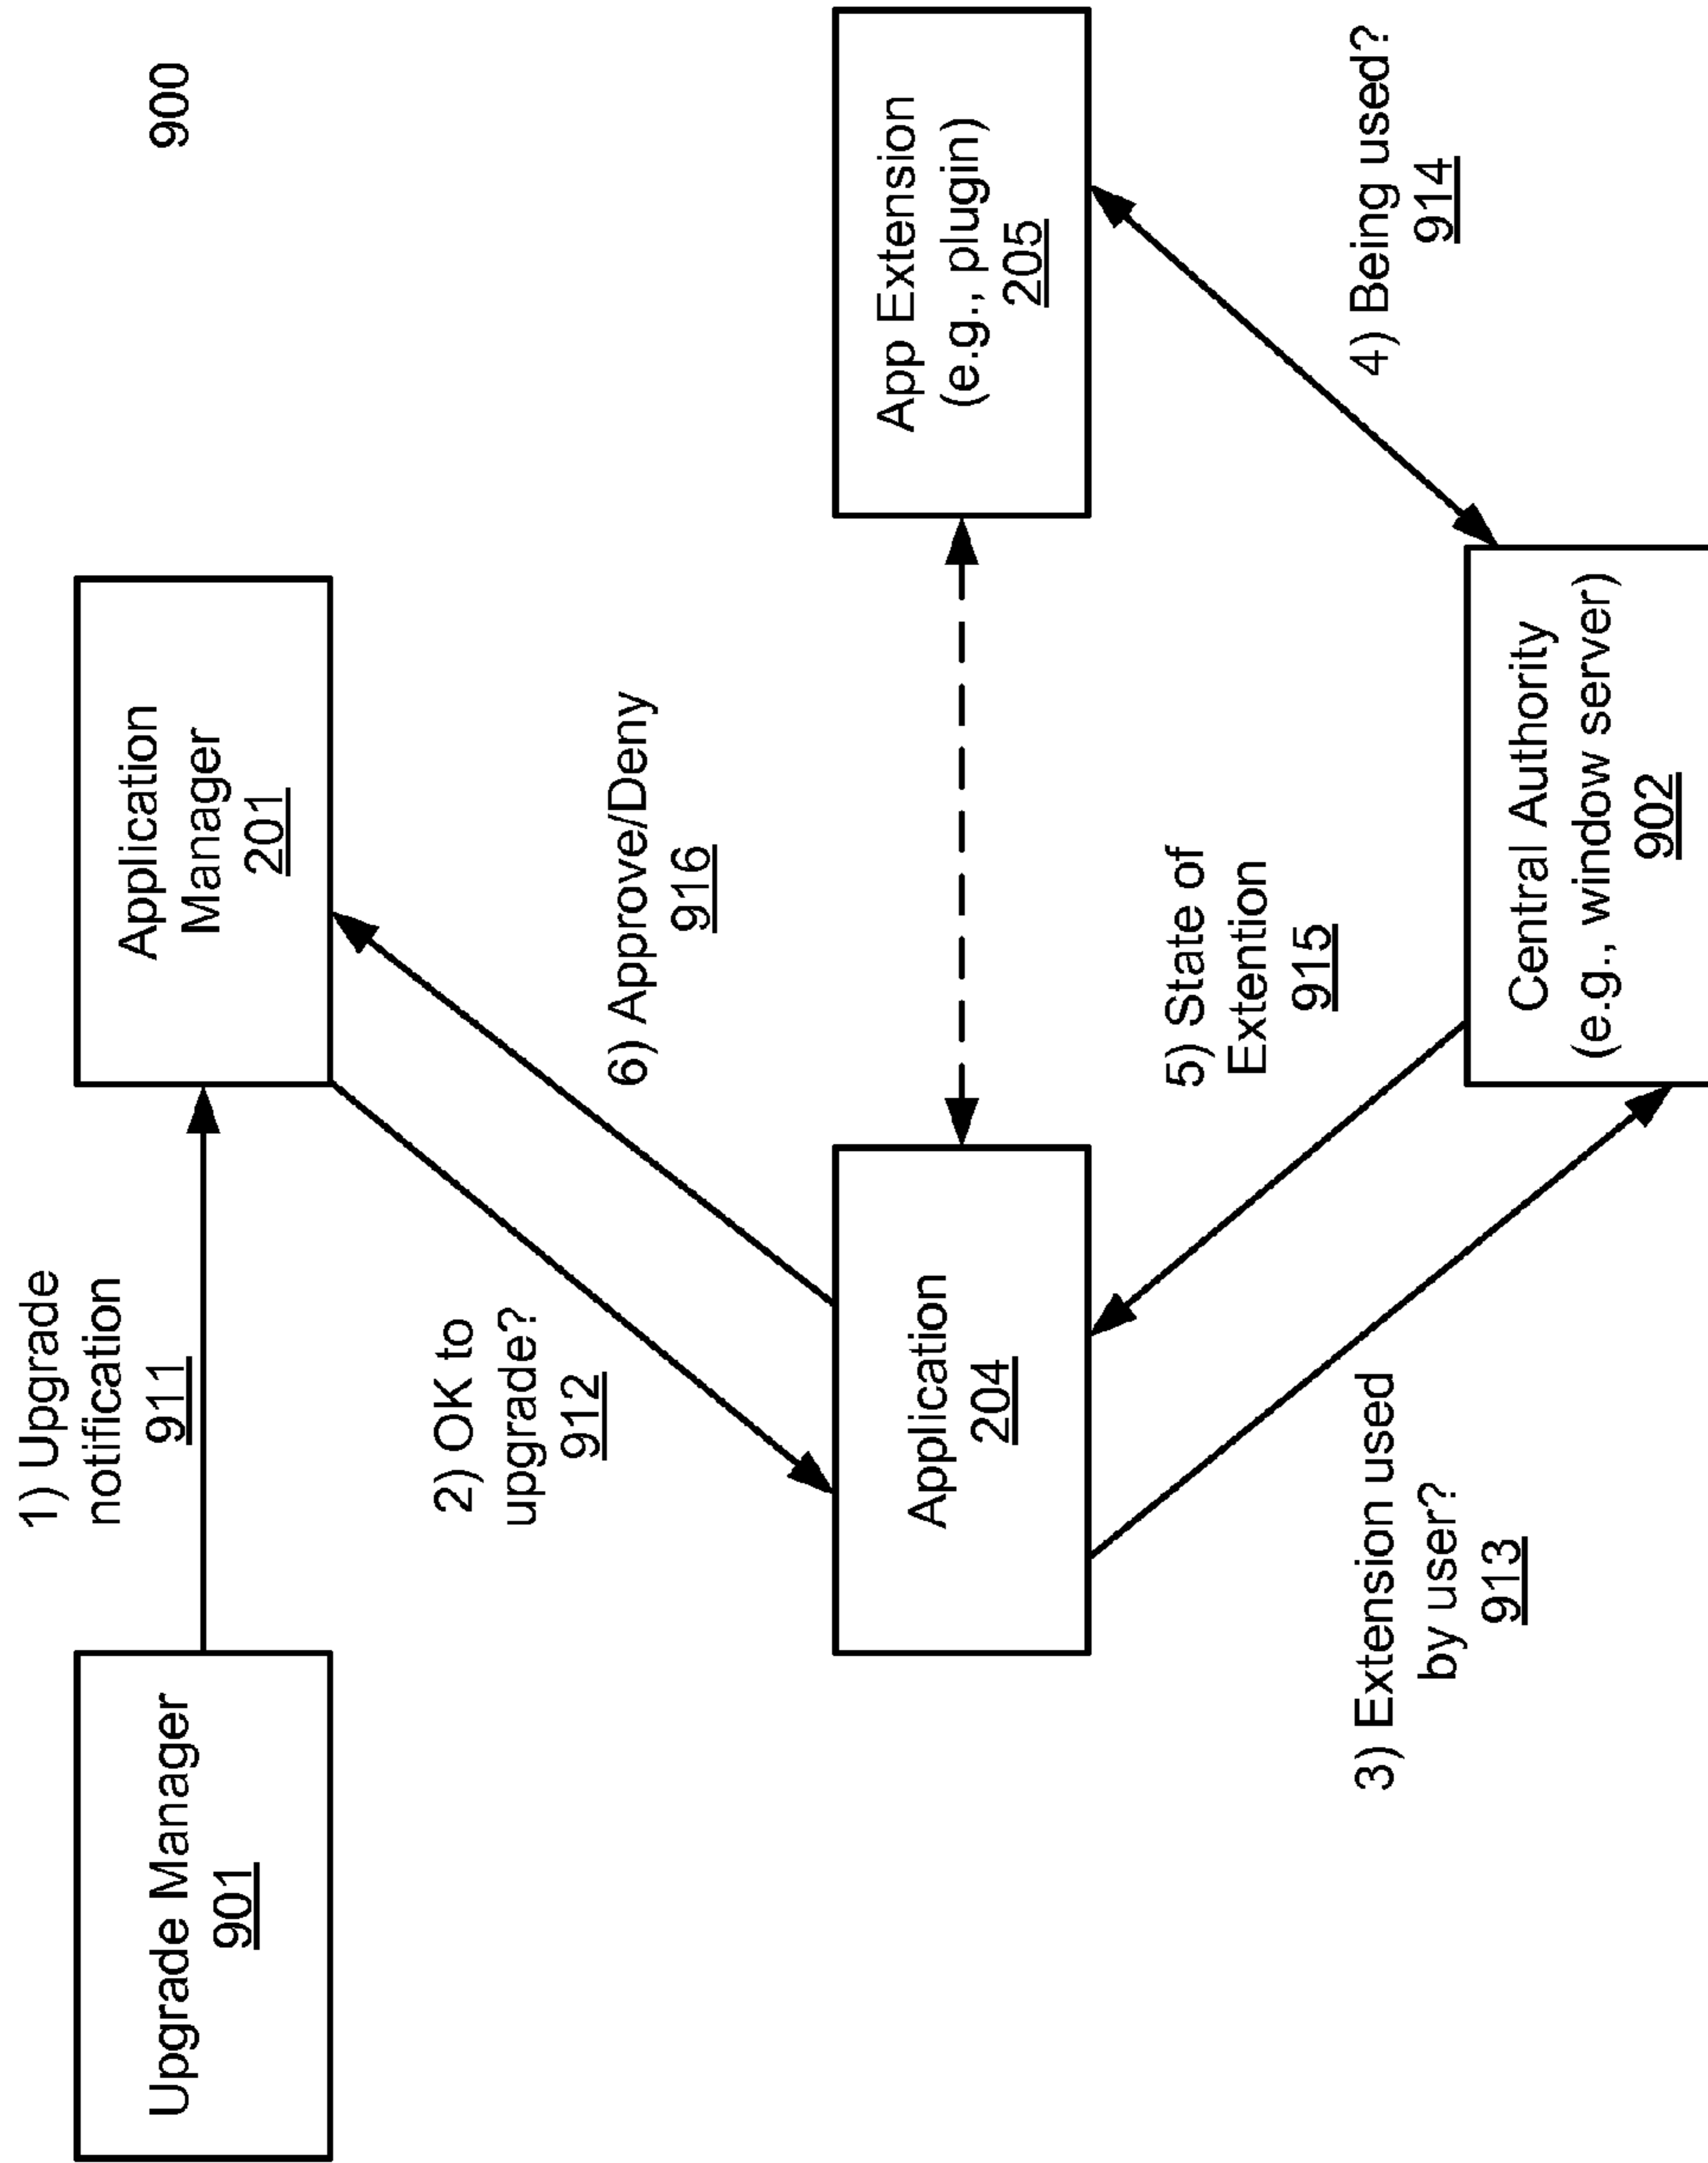 900
1) Upgrade
notification
911
Upgrade Manager
901
Application
Manager
201
2) OK to
upgrade?
912
6) Approve/Deny
916
Application
204
App Extension
(e.g., plugin)
205
3) Extension used
by user?
913
5) State of
Extention
915
4) Being used?
914
Central Authority
(e.g., window server)
902